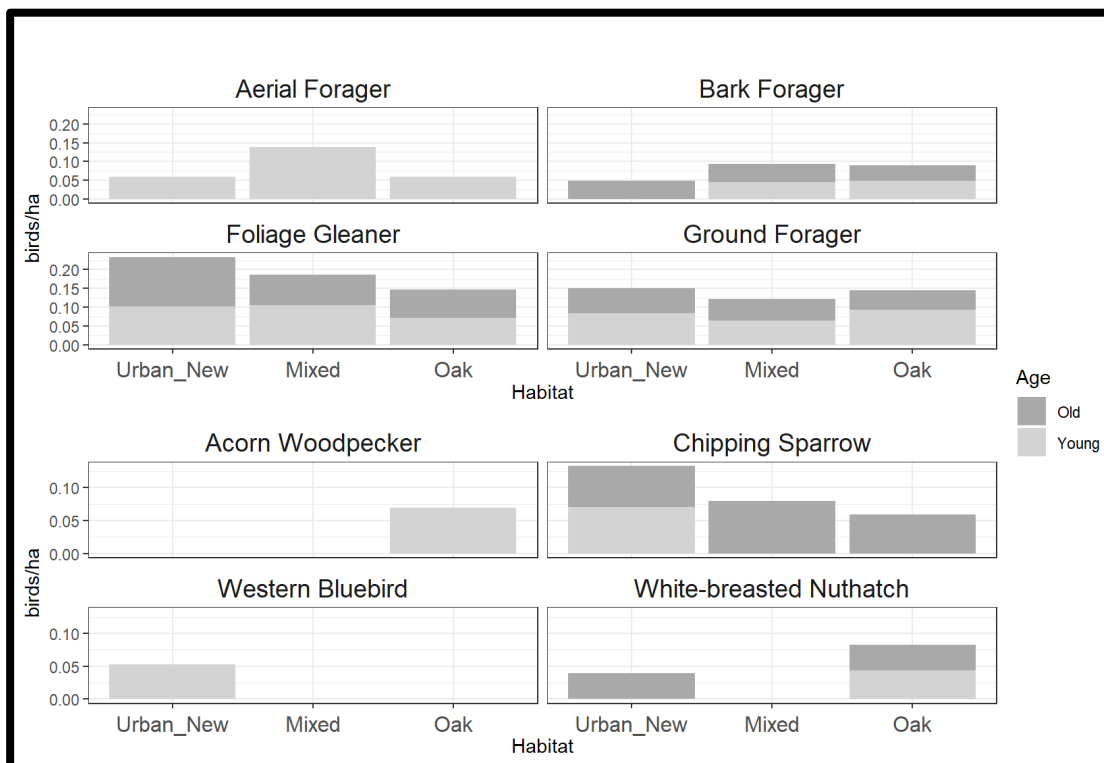 Aerial Forager Bark Forager
0.20
0.15
0.10
0.05
0.00
birds/ha
Foliage Gleaner Ground Forager
0.20
0.15
0.10
0.05
0.00
Urban_New Mixed Oak Urban_New Mixed Oak
Habitat
Age
Old
Young
Acorn Woodpecker Chipping Sparrow
0.10
0.05
0.00
birds/ha
Western Bluebird White-breasted Nuthatch
0.10
0.05
0.00
Urban_New Mixed Oak Urban_New Mixed Oak
Habitat